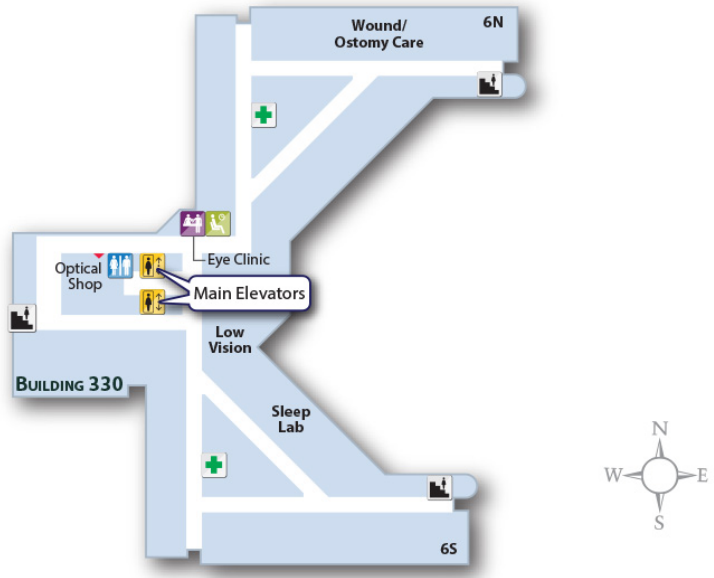 Wound/
Ostomy Care
6N
Eye Clinic
Optical
Shop
Main Elevators
Low
Vision
BUILDING 330
Sleep
Lab
6S
N
W
E
S